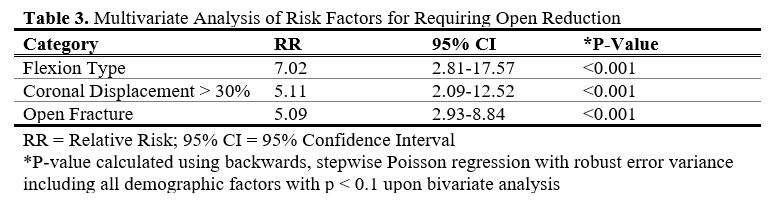 Table 3. Multivariate Analysis of Risk Factors for Requiring Open Reduction
Category RR 95% CI *P-Value
Flexion Type 7.02 2.81-17.57 <0.001
Coronal Displacement > 30% 5.11 2.09-12.52 <0.001
Open Fracture 5.09 2.93-8.84 <0.001
RR = Relative Risk; 95% CI = 95% Confidence Interval
*P-value calculated using backwards, stepwise Poisson regression with robust error variance
including all demographic factors with p < 0.1 upon bivariate analysis